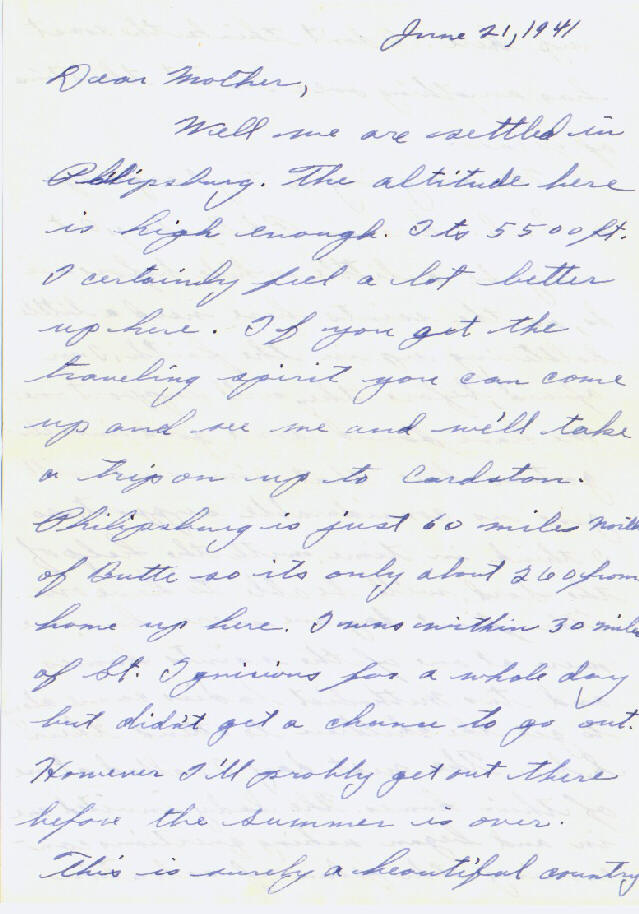 June 21, 1941
Dear Mother,
Well we are settled in
Philipsburg. The altitude here
is high enough. Its 5500 ft.
I certainly feel a lot better
up here. If you get the
traveling spirit you can come
up and see me and we'll take
a trip on up to Cardston.
Philipsburg is just 60 miles North
of Butte so its only about 260 from
home up here. I was within 30 miles
of St. Ignisious for a whole day
but didn't get a chance to go out.
However I'll probly get out there
before the summer is over.
This is surely a beautiful country